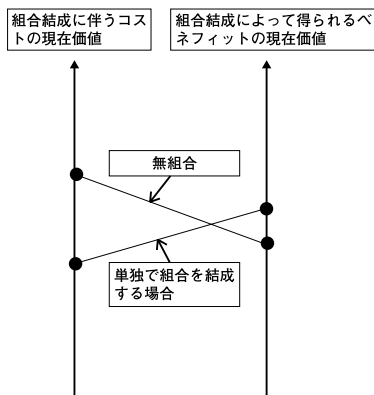 組合結成に伴うコス
トの現在価値
組合結成によって得られるベ
ネフィットの現在価値
無組合
単独で組合を結成
する場合